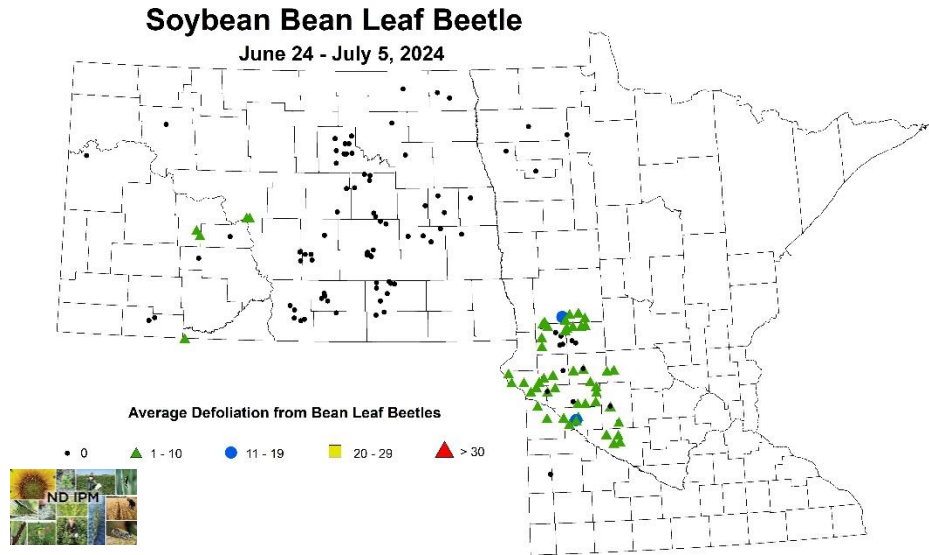 Soybean Bean Leaf Beetle
June 24 - July 5, 2024
Average Defoliation from Bean Leaf Beetles
0 1 - 10 11 - 19 20 - 29 > 30
ND IPM